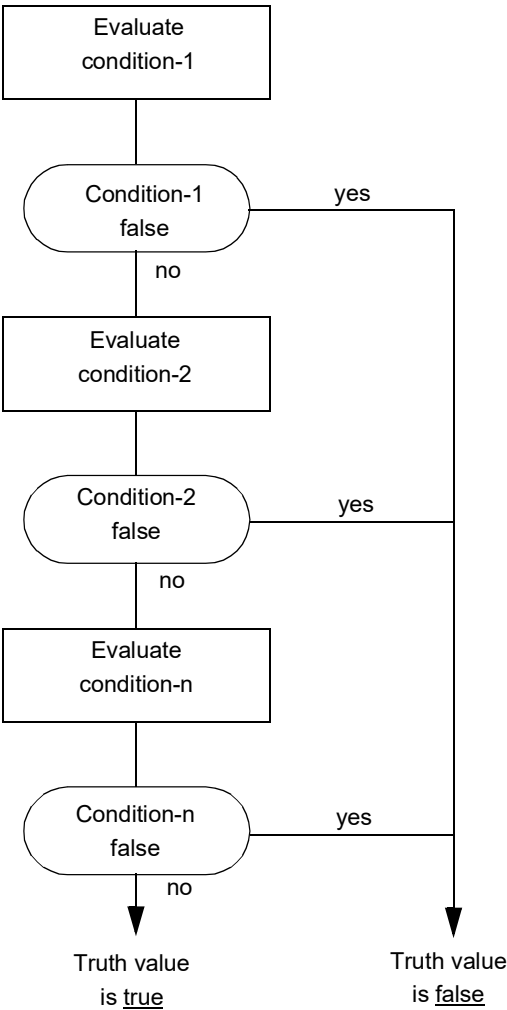 Evaluate
condition-1
Condition-1
false
yes
no
Evaluate
condition-2
Condition-2
false
yes
no
Evaluate
condition-n
Condition-n
false
yes
no
Truth value
is true
Truth value
is false